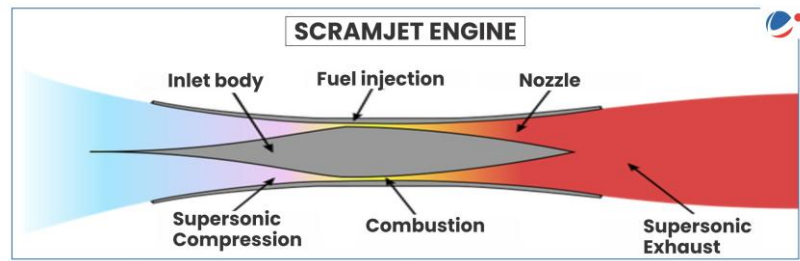 SCRAMJET ENGINE
Inlet body
Fuel injection
Nozzle
Supersonic
Compression
Combustion
Supersonic
Exhaust